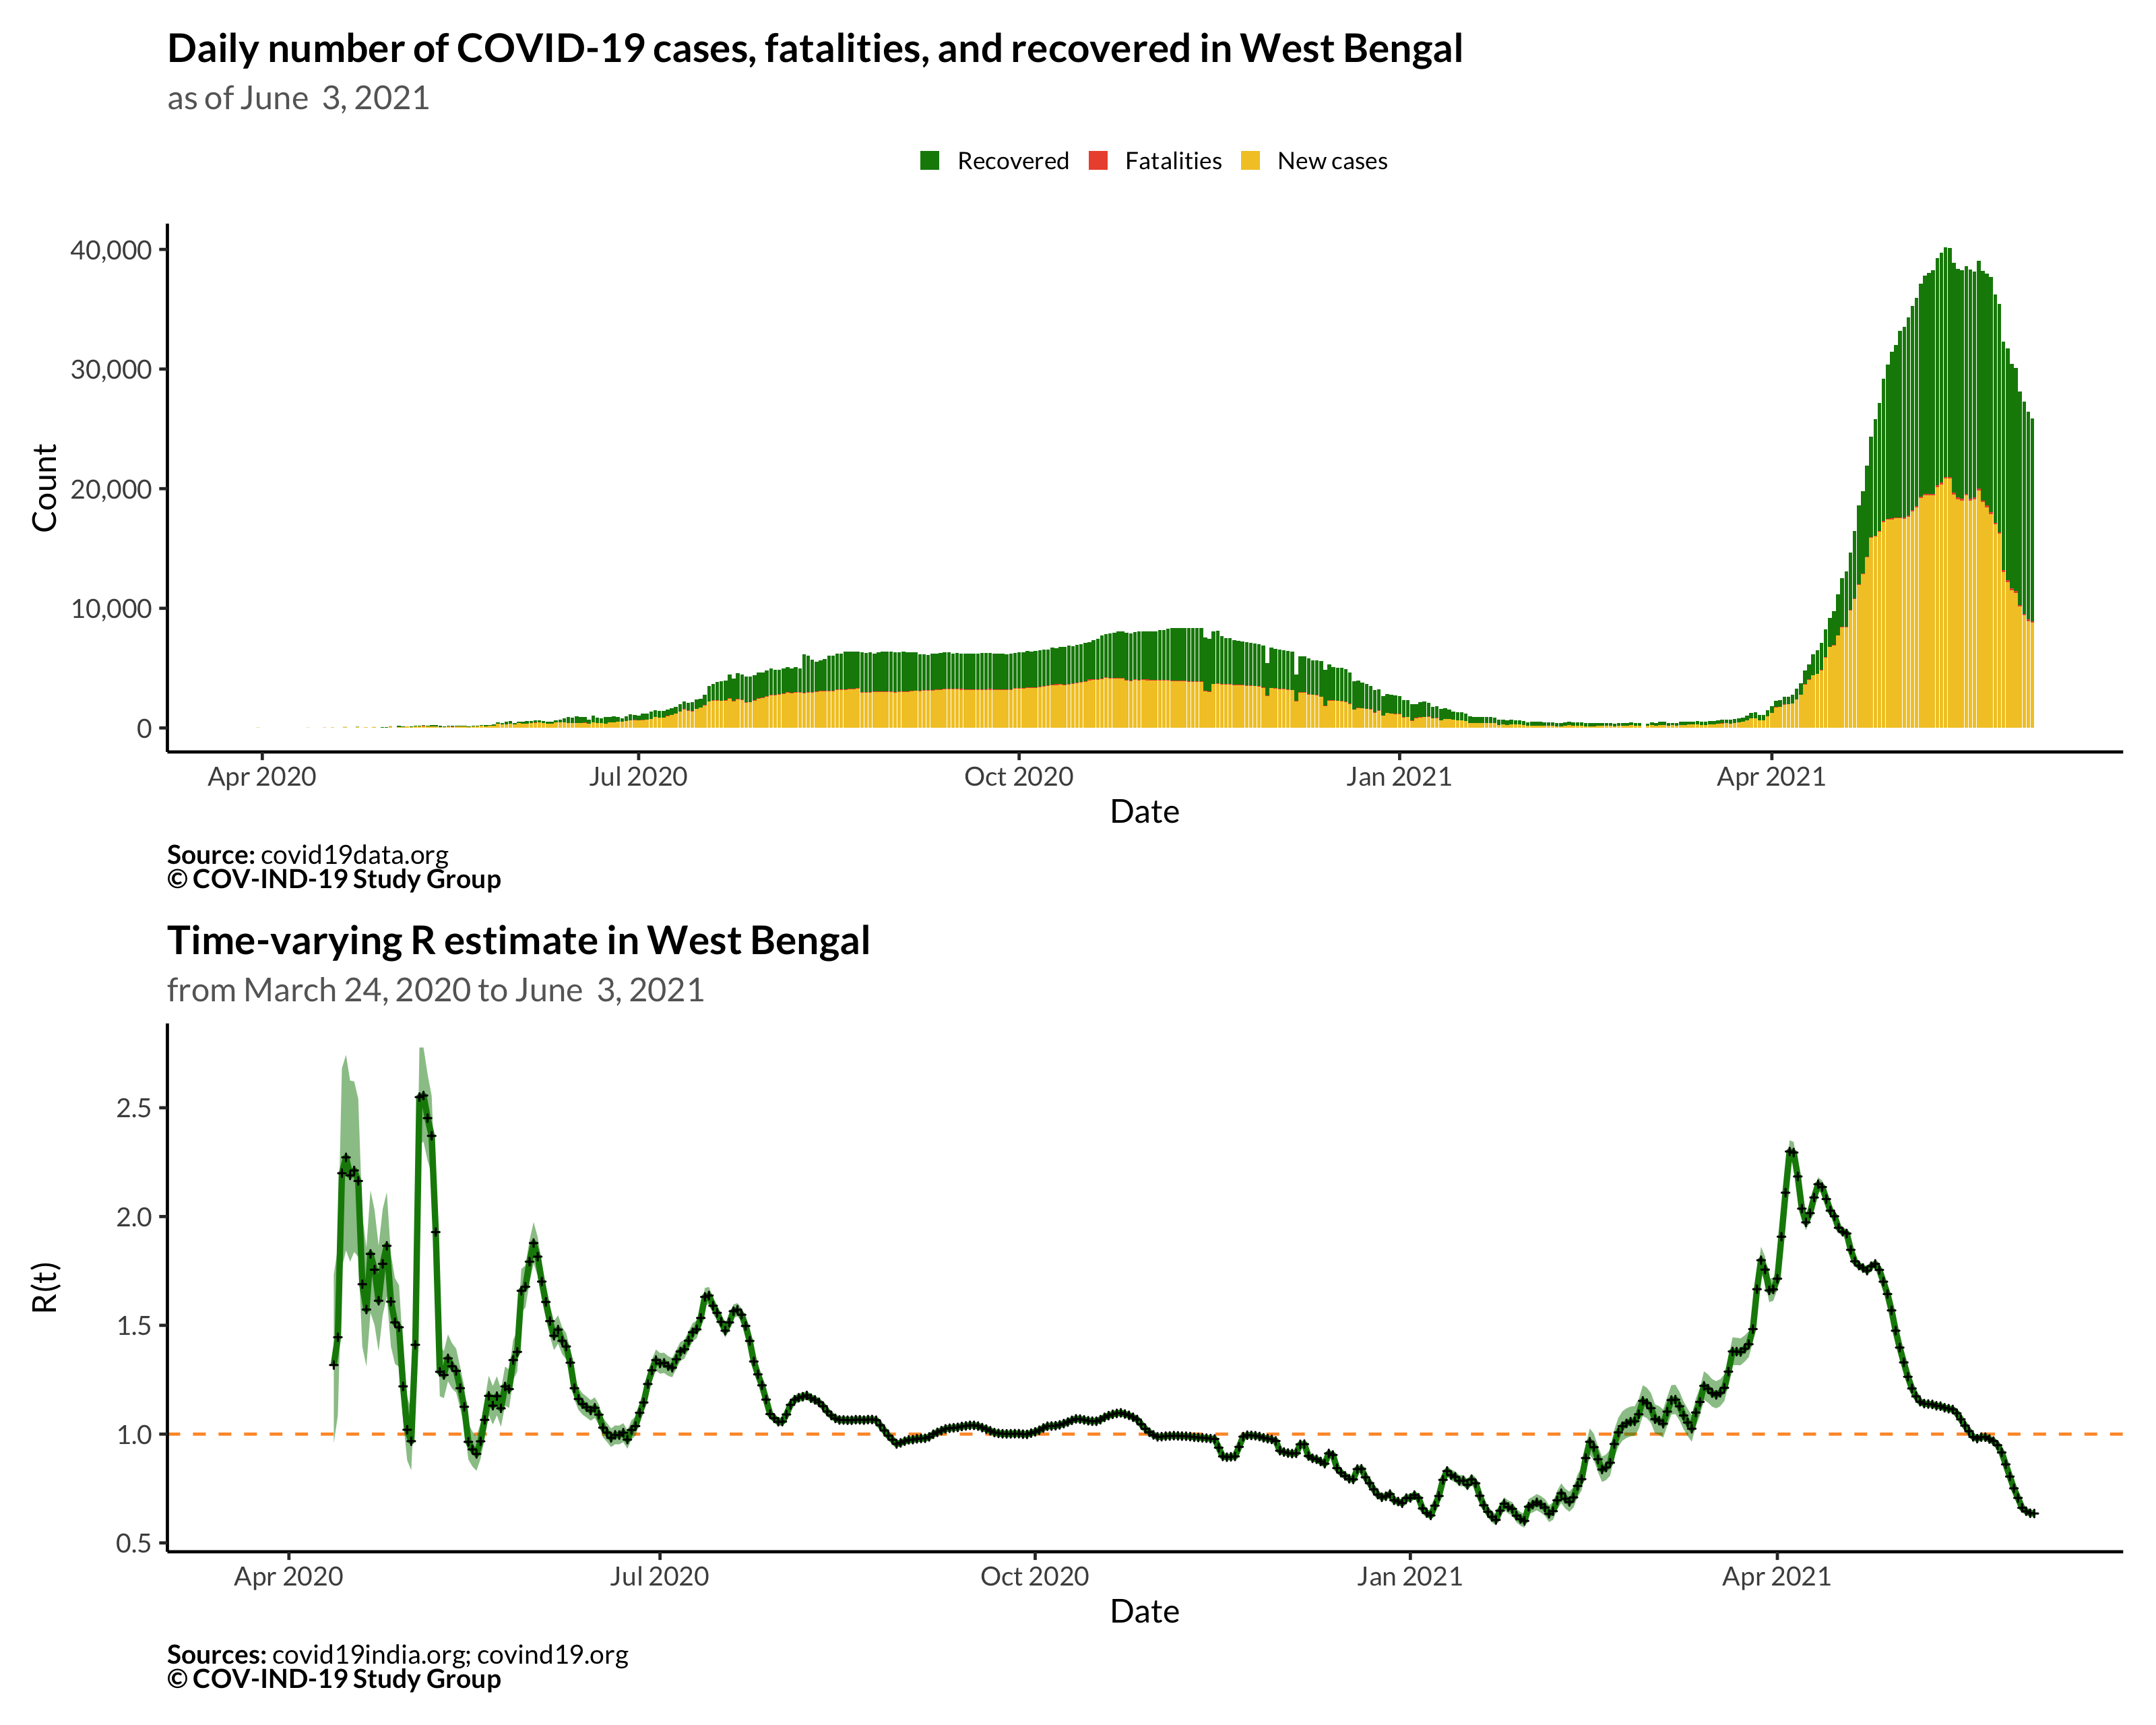 Daily number of COVID-19 cases, fatalities, and recovered in West Bengal
as of June  3, 2021
Recovered Fatalities New cases
Count
40,000
30,000
20,000
10,000
0
Apr 2020 Jul 2020 Oct 2020 Jan 2021 Apr 2021
Date
Source: covid19data.org
© COV-IND-19 Study Group
Time-varying R estimate in West Bengal
from March 24, 2020 to June  3, 2021
R(t)
2.5
2.0
1.5
1.0
0.5
Apr 2020 Jul 2020 Oct 2020 Jan 2021 Apr 2021
Date
Sources: covid19india.org; covind19.org
© COV-IND-19 Study Group